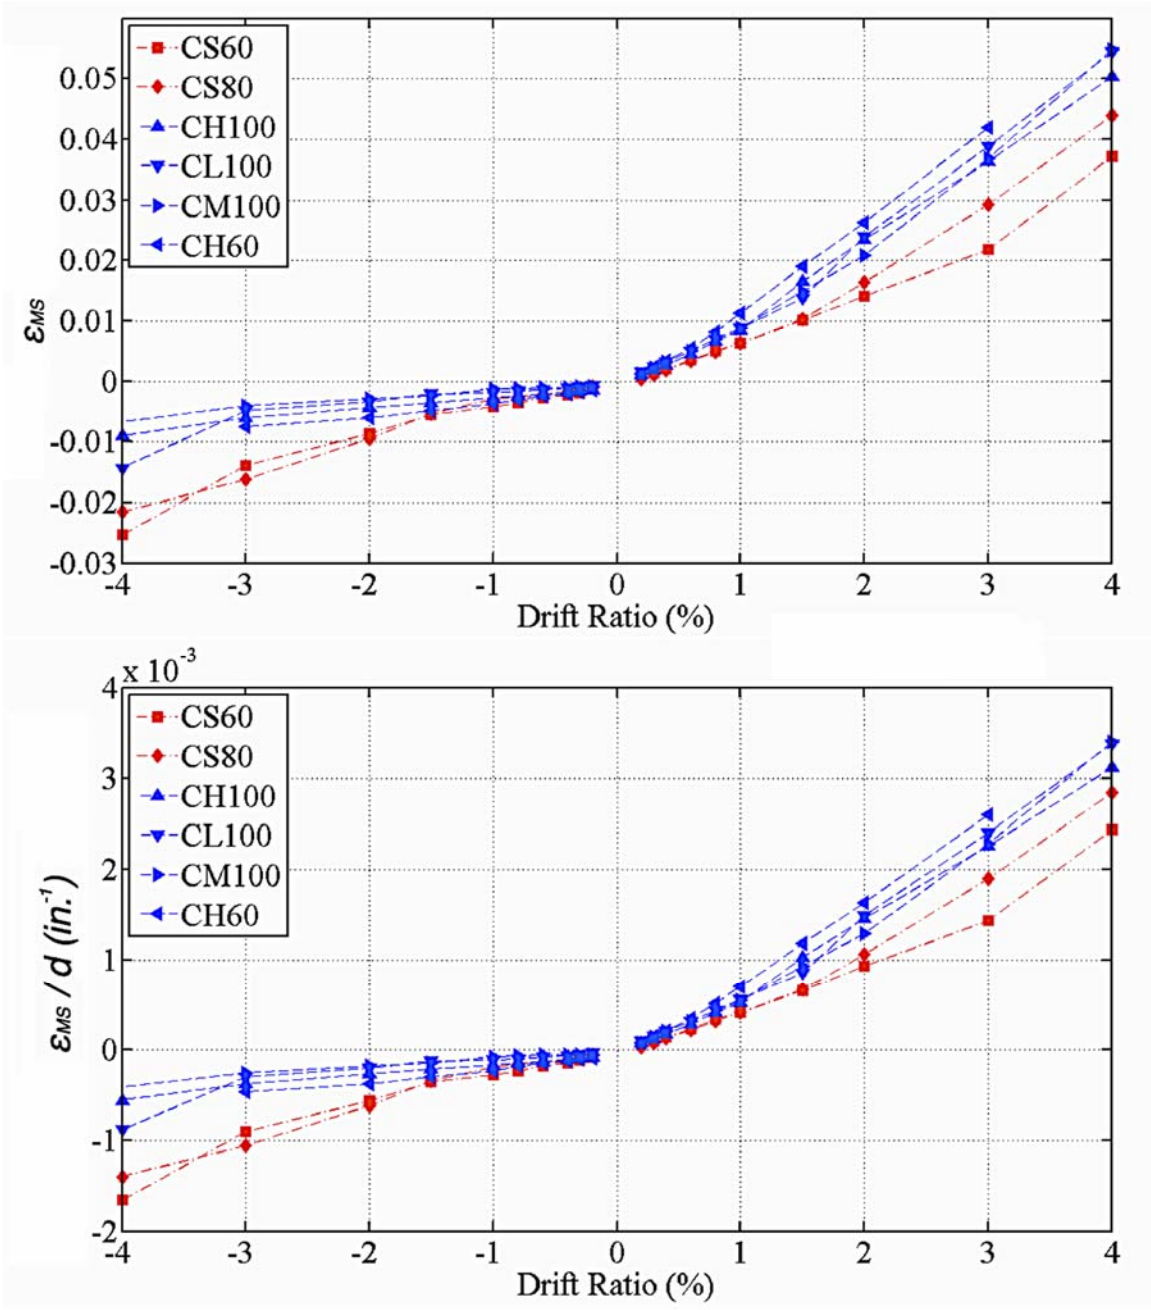 CS60
CS80
CH100
CL100
CM100
CH60
0.05
0.04
0.03
0.02
0.01
0
-0.01
-0.02
-0.03
εMS
-4 -3 -2 -1 0 1 2 3 4
Drift Ratio (%)
x 10⁻³
CS60
CS80
CH100
CL100
CM100
CH60
4
3
2
1
0
-1
-2
εMS / d (in.⁻¹)
-4 -3 -2 -1 0 1 2 3 4
Drift Ratio (%)